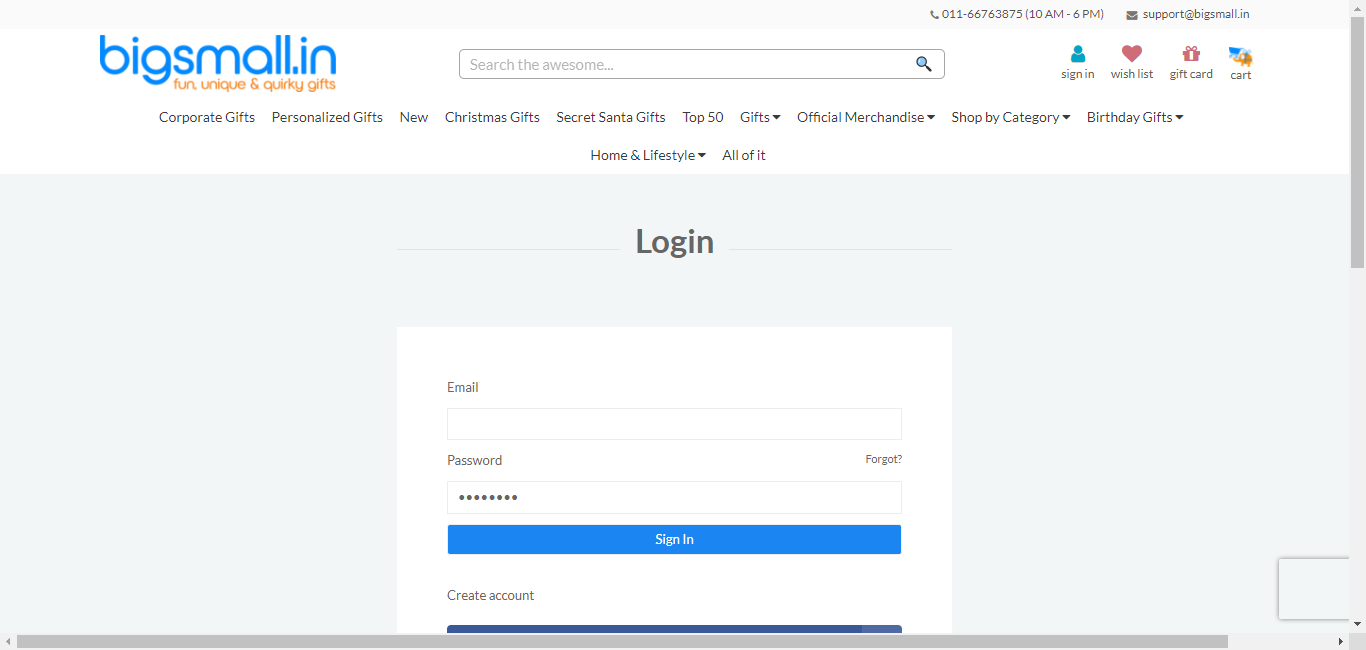 011-66763875 (10 AM - 6 PM) support@bigsmall.in
bigsmall.in
fun, unique & quirky gifts
Search the awesome...
sign in wish list gift card cart
Corporate Gifts Personalized Gifts New Christmas Gifts Secret Santa Gifts Top 50 Gifts Official Merchandise Shop by Category Birthday Gifts
Home & Lifestyle All of it
Login
Email
Password Forgot?
••••••••
Sign In
Create account